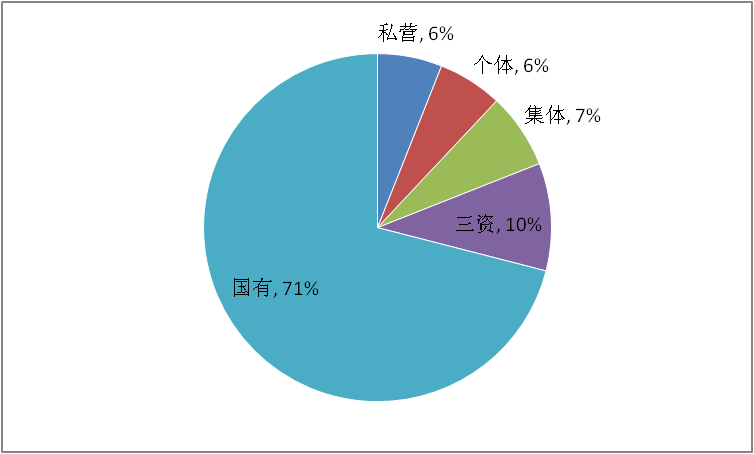 私营, 6%
个体, 6%
集体, 7%
三资, 10%
国有, 71%